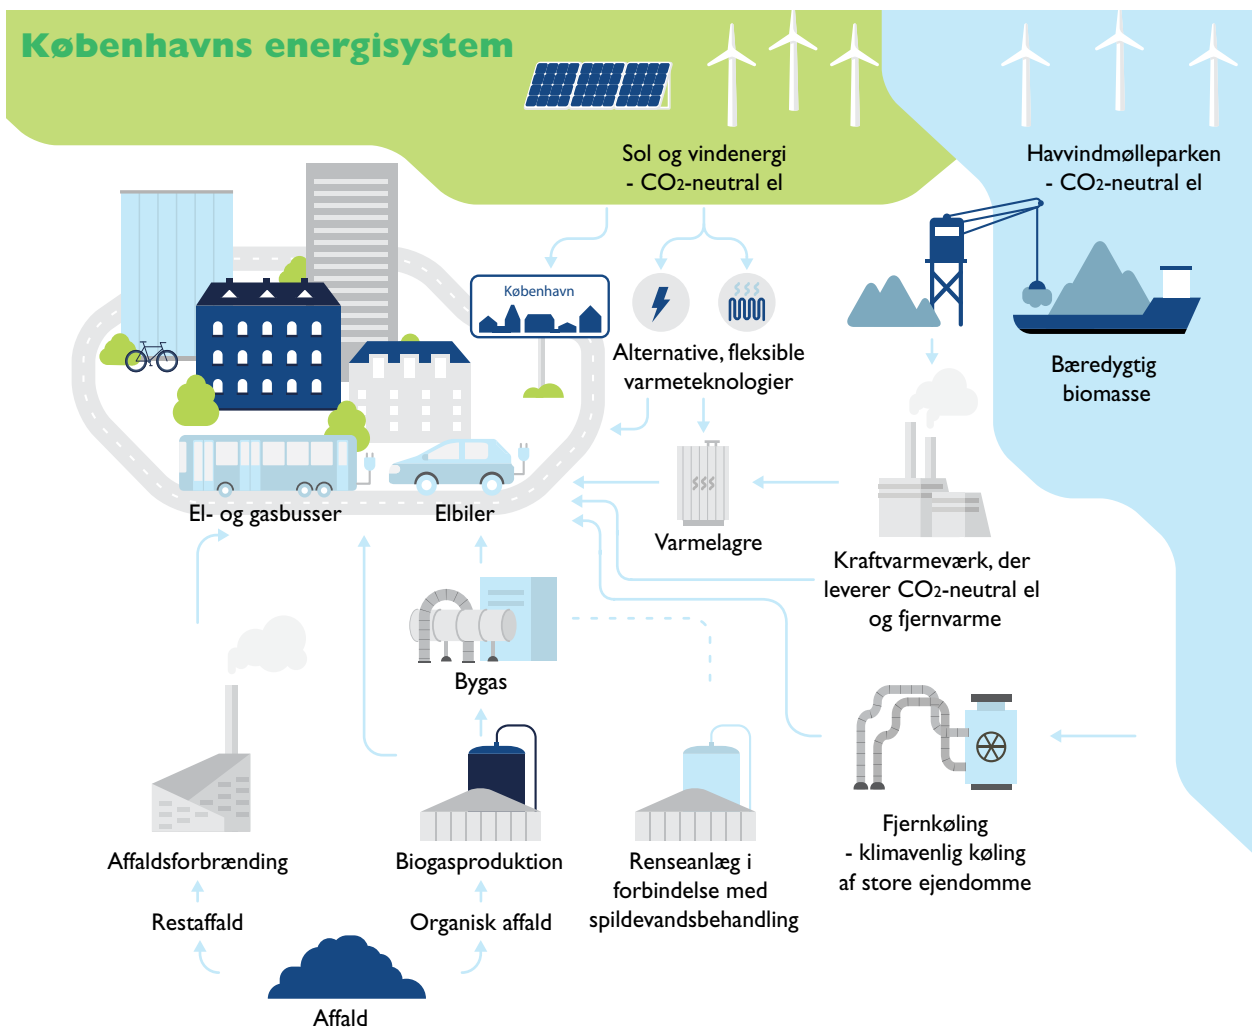 Københavns energisystem
Sol og vindenergi
- CO2-neutral el
Havvindmølleparken
- CO2-neutral el
København
Alternative, fleksible
varmeteknologier
Bæredygtig
biomasse
El- og gasbusser
Elbiler
Varmelagre
Kraftvarmeværk, der
leverer CO2-neutral el
og fjernvarme
Bygas
Affaldsforbrænding
Biogasproduktion
Renseanlæg i
forbindelse med
spildevandsbehandling
Fjernkøling
- klimavenlig køling
af store ejendomme
Restaffald
Organisk affald
Affald